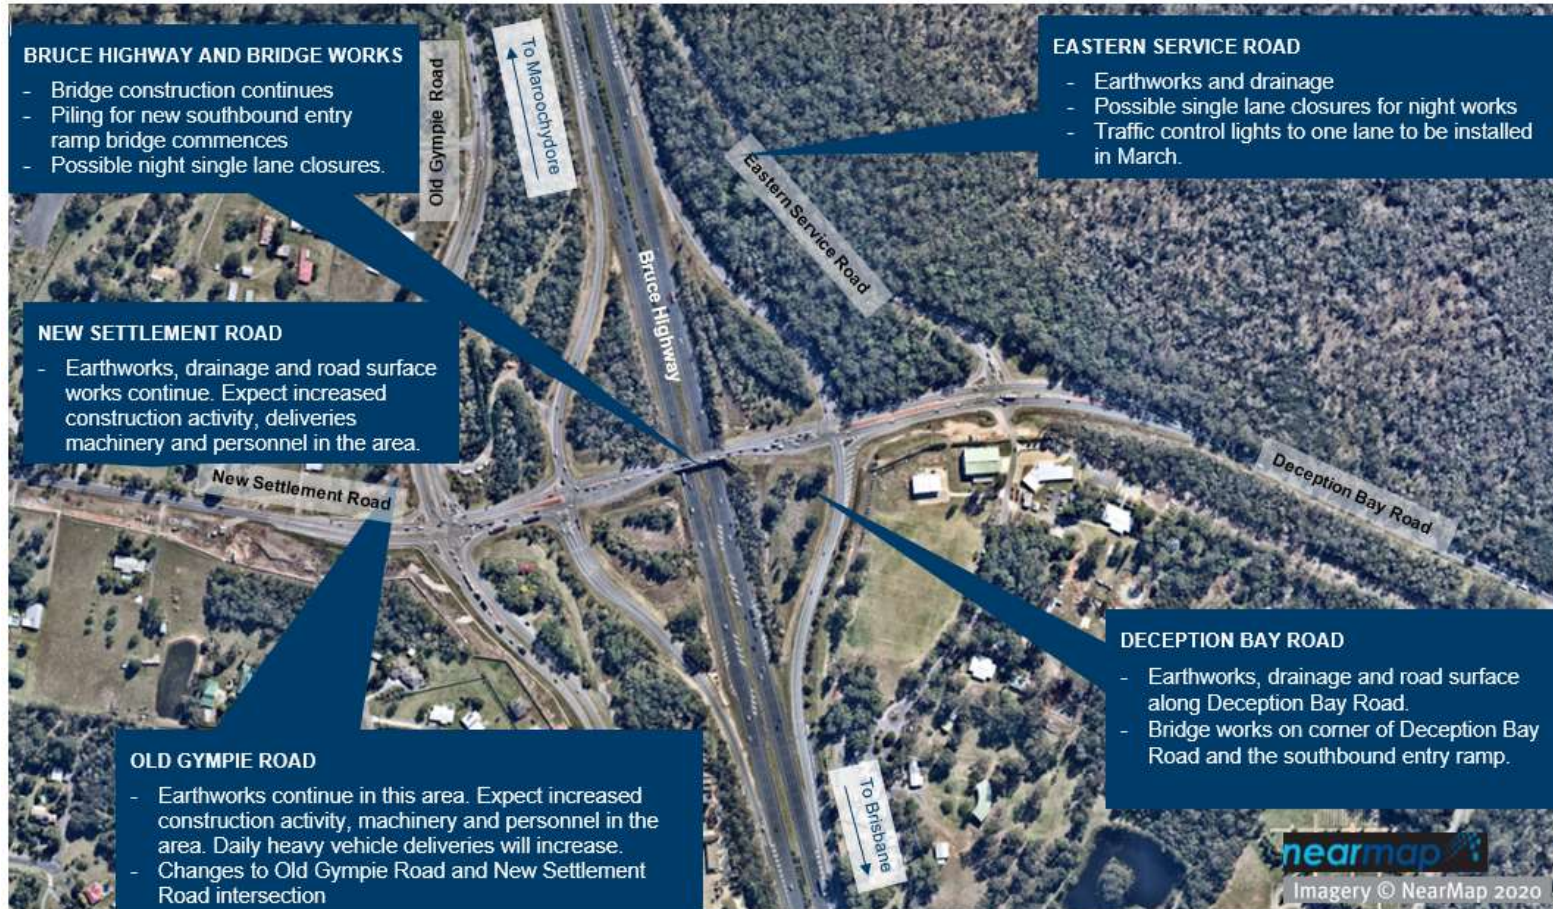 BRUCE HIGHWAY AND BRIDGE WORKS
- Bridge construction continues
- Piling for new southbound entry
ramp bridge commences
- Possible night single lane closures.
Old Gympie Road
To Maroochydore
EASTERN SERVICE ROAD
- Earthworks and drainage
- Possible single lane closures for night works
- Traffic control lights to one lane to be installed
in March.
Eastern Service Road
Bruce Highway
NEW SETTLEMENT ROAD
- Earthworks, drainage and road surface
works continue. Expect increased
construction activity, deliveries
machinery and personnel in the area.
New Settlement Road
Deception Bay Road
DECEPTION BAY ROAD
- Earthworks, drainage and road surface
along Deception Bay Road.
- Bridge works on corner of Deception Bay
Road and the southbound entry ramp.
OLD GYMPIE ROAD
- Earthworks continue in this area. Expect increased
construction activity, machinery and personnel in the
area. Daily heavy vehicle deliveries will increase.
- Changes to Old Gympie Road and New Settlement
Road intersection
To Brisbane
nearmap
Imagery © NearMap 2020